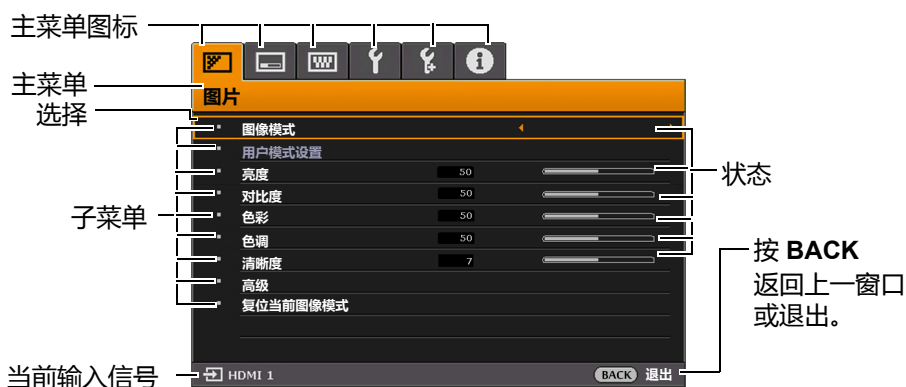 主菜单图标
主菜单
选择
子菜单
当前输入信号
图片
图像模式
用户模式设置
亮度 50
对比度 50
色彩 50
色调 50
清晰度 7
高级
复位当前图像模式
HDMI 1
BACK 退出
状态
按 BACK
返回上一窗口
或退出。